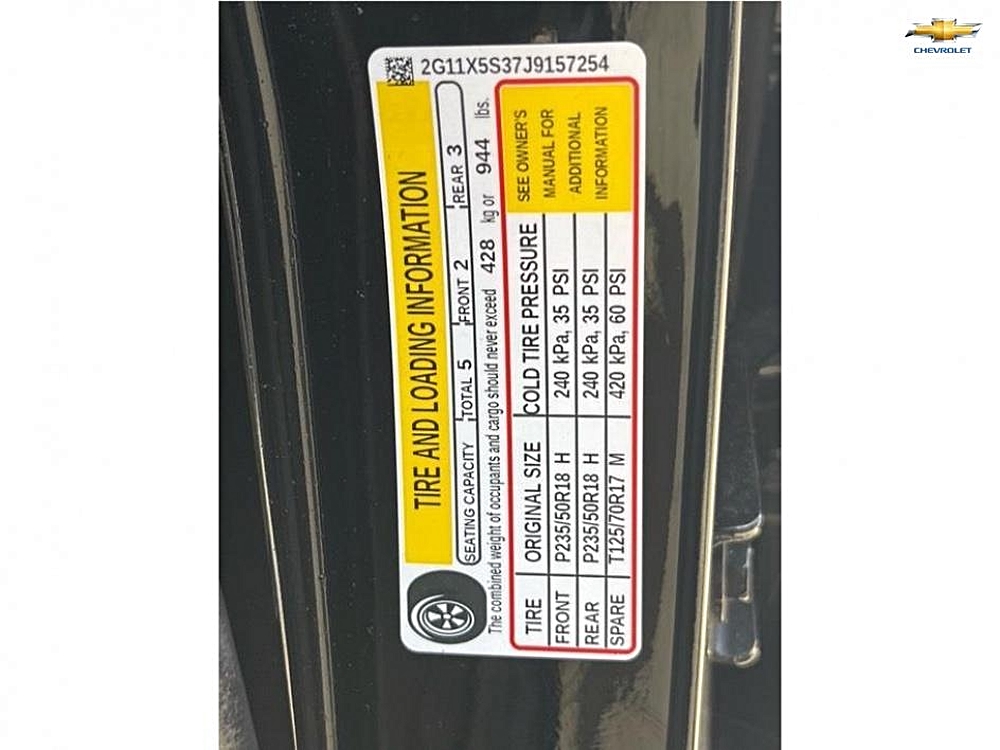 2G11X5S37J9157254
TIRE AND LOADING INFORMATION
SEATING CAPACITY TOTAL 5 FRONT 2 REAR 3
The combined weight of occupants and cargo should never exceed 428 kg or 944 lbs.
TIRE ORIGINAL SIZE COLD TIRE PRESSURE
FRONT P235/50R18 H 240 kPa, 35 PSI
REAR P235/50R18 H 240 kPa, 35 PSI
SPARE T125/70R17 M 420 kPa, 60 PSI
SEE OWNER'S
MANUAL FOR
ADDITIONAL
INFORMATION
CHEVROLET